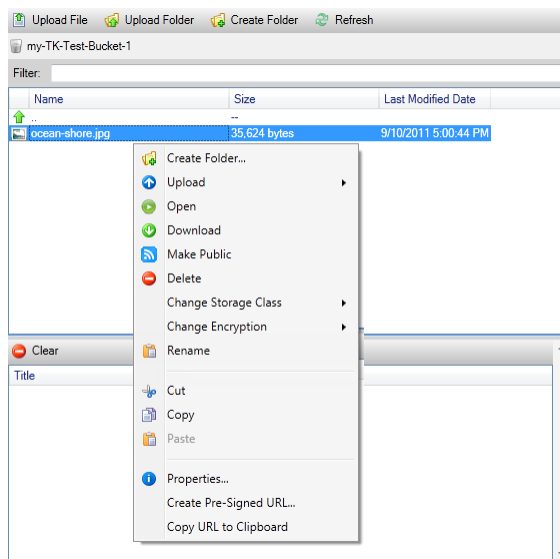 Upload File Upload Folder Create Folder Refresh
my-TK-Test-Bucket-1
Filter:
Name Size Last Modified Date
.. --
ocean-shore.jpg 35,624 bytes 9/10/2011 5:00:44 PM
Create Folder...
Upload
Open
Download
Make Public
Delete
Change Storage Class
Change Encryption
Rename
Cut
Copy
Paste
Properties...
Create Pre-Signed URL...
Copy URL to Clipboard
Clear
Title